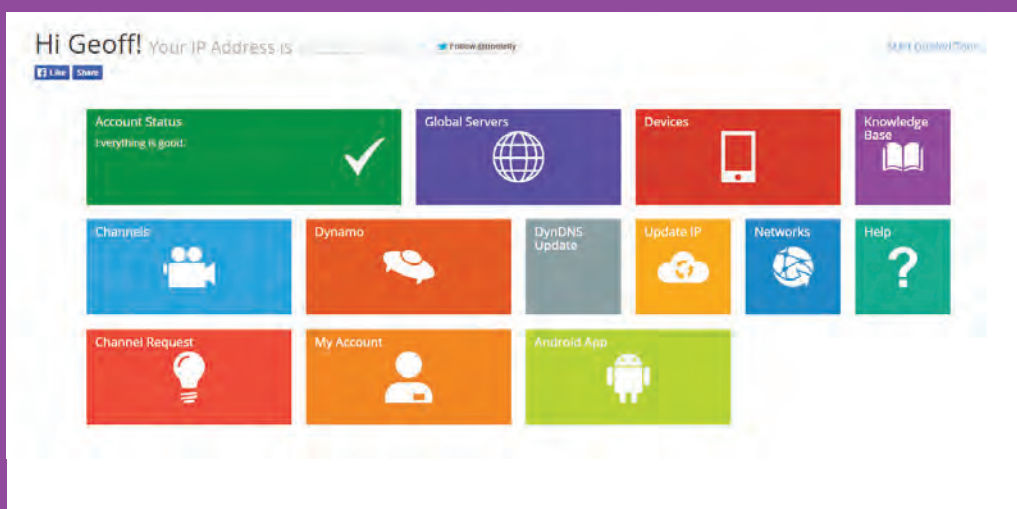 Hi Geoff! Your IP Address is
Follow
Like Share
Account Status
Everything is good.
Global Servers
Devices
Knowledge
Base
Channels
Dynamo
DynDNS
Update
Update IP
Networks
Help
Channel Request
My Account
Android App